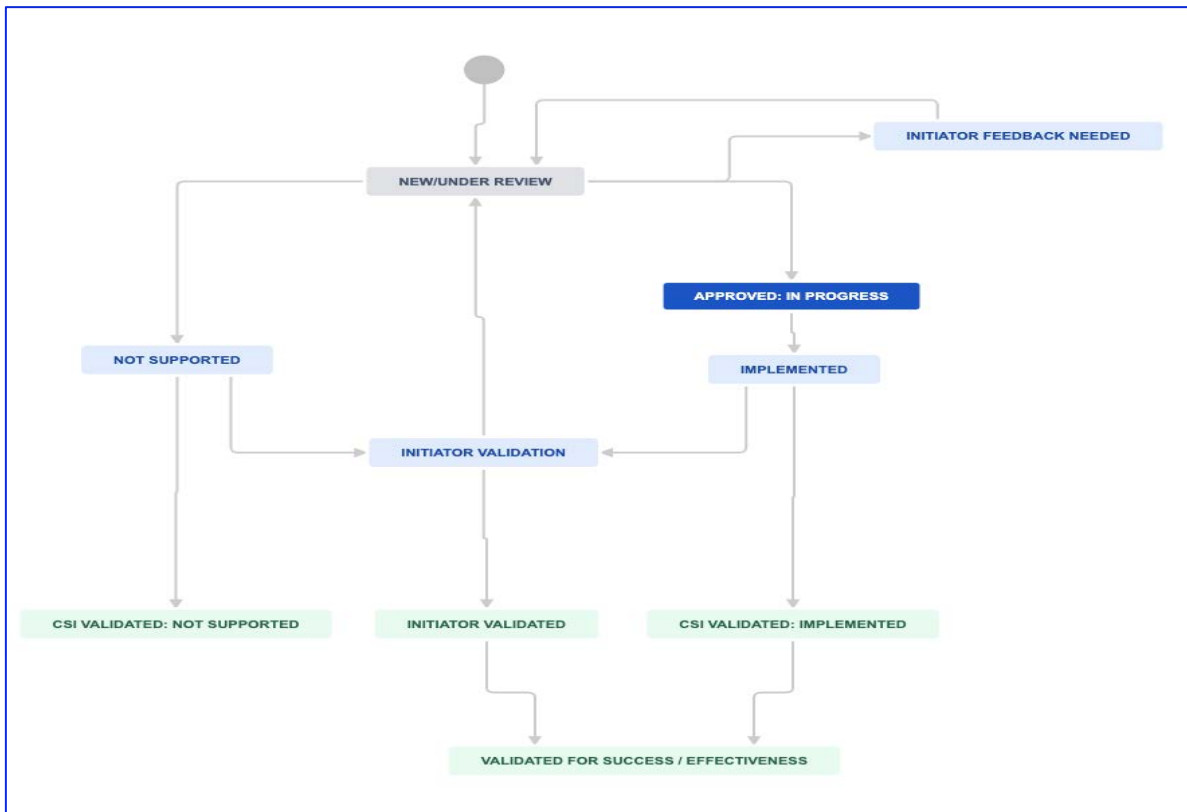 INITIATOR FEEDBACK NEEDED
NEW/UNDER REVIEW
APPROVED: IN PROGRESS
NOT SUPPORTED
IMPLEMENTED
INITIATOR VALIDATION
CSI VALIDATED: NOT SUPPORTED
INITIATOR VALIDATED
CSI VALIDATED: IMPLEMENTED
VALIDATED FOR SUCCESS / EFFECTIVENESS